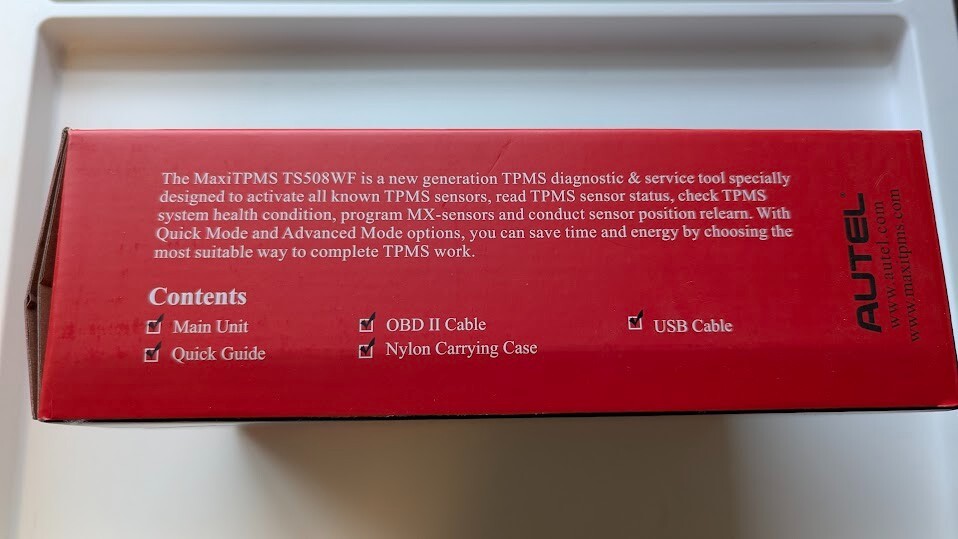 The MaxiTPMS TS508WF is a new generation TPMS diagnostic & service tool specially
designed to activate all known TPMS sensors, read TPMS sensor status, check TPMS
system health condition, program MX-sensors and conduct sensor position relearn. With
Quick Mode and Advanced Mode options, you can save time and energy by choosing the
most suitable way to complete TPMS work.
Contents
Main Unit
OBD II Cable
USB Cable
Quick Guide
Nylon Carrying Case
AUTEL
www.autel.com
www.maxitpms.com